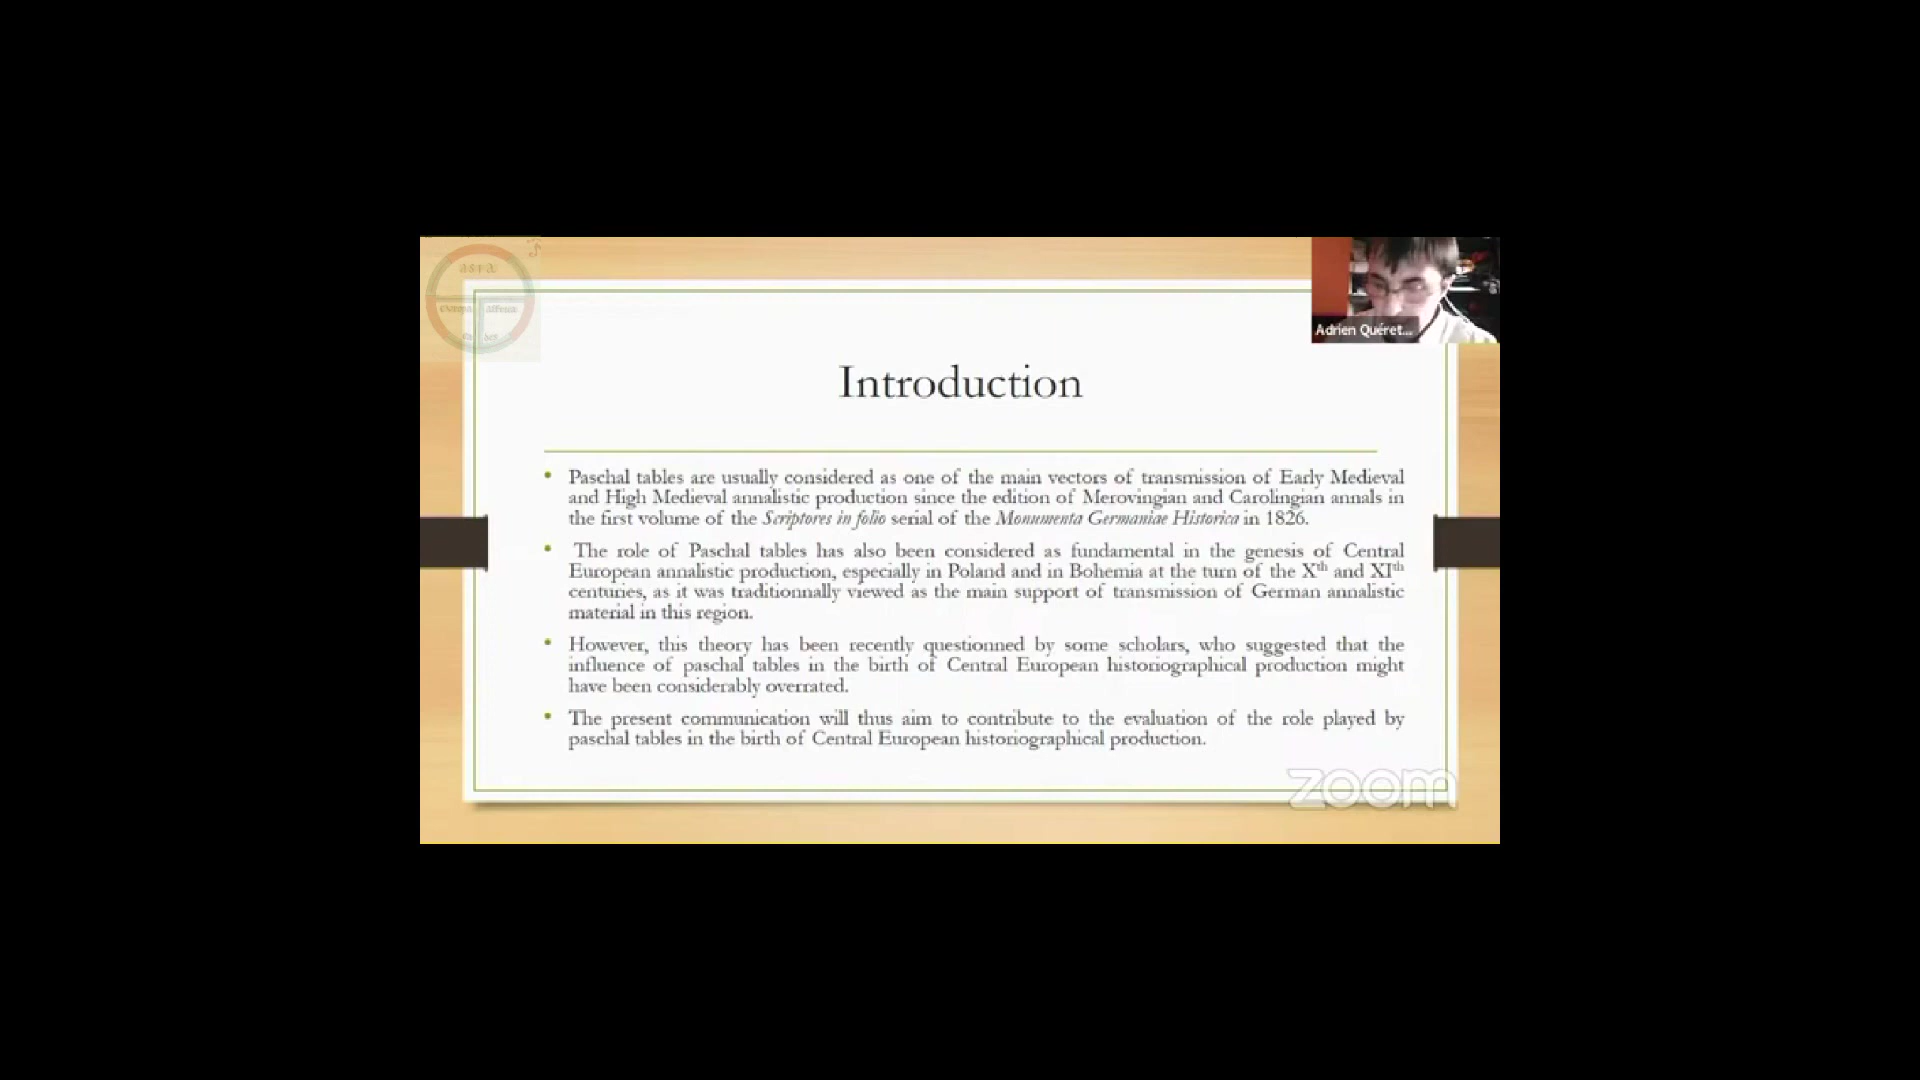 asia
Adrien Quéret...
Introduction
• Paschal tables are usually considered as one of the main vectors of transmission of Early Medieval
and High Medieval annalistic production since the edition of Merovingian and Carolingian annals in
the first volume of the Scriptores in folio serial of the Monumenta Germaniae Historica in 1826.
• The role of Paschal tables has also been considered as fundamental in the genesis of Central
European annalistic production, especially in Poland and in Bohemia at the turn of the Xth and XIth
centuries, as it was traditionnally viewed as the main support of transmission of German annalistic
material in this region.
• However, this theory has been recently questionned by some scholars, who suggested that the
influence of paschal tables in the birth of Central European historiographical production might
have been considerably overrated.
• The present communication will thus aim to contribute to the evaluation of the role played by
paschal tables in the birth of Central European historiographical production.
zoom